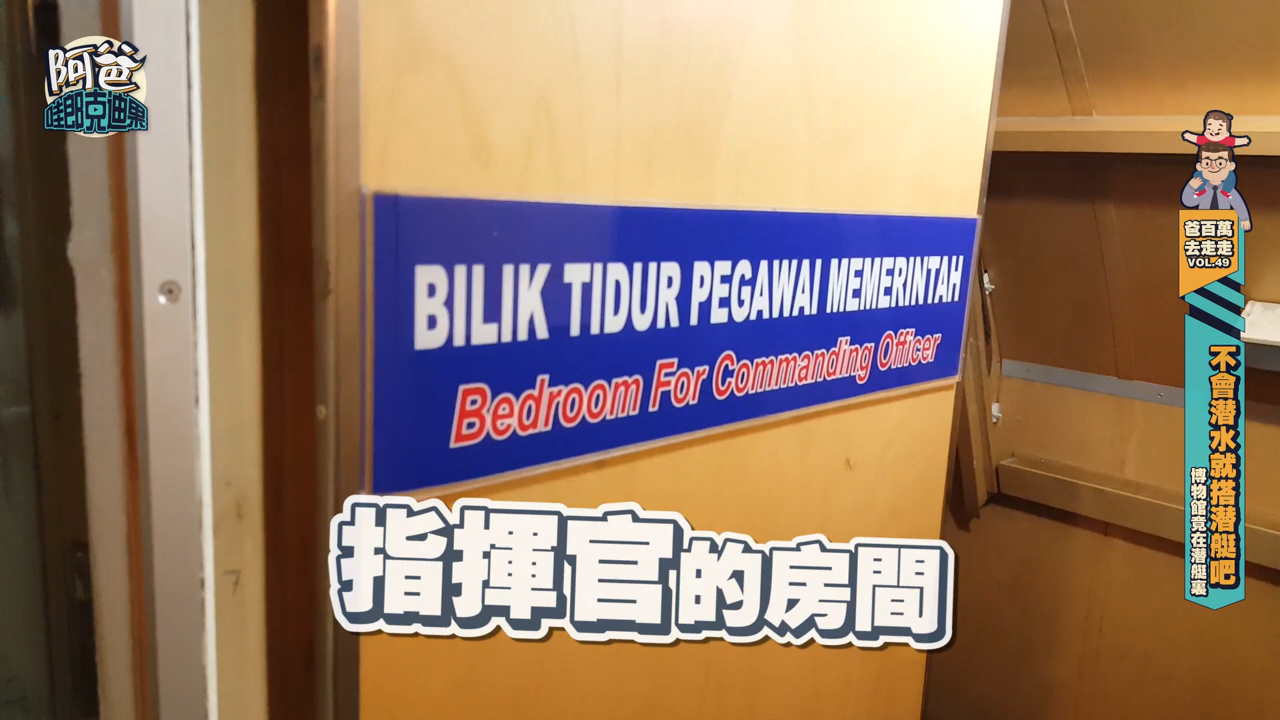 阿爸
哇郎克迪果
BILIK TIDUR PEGAWAI MEMERINTAH
Bedroom For Commanding Officer
指揮官的房間
爸百萬
去走走
VOL.49
不會潛水就搭潛艇吧
博物館竟在潛艇裏